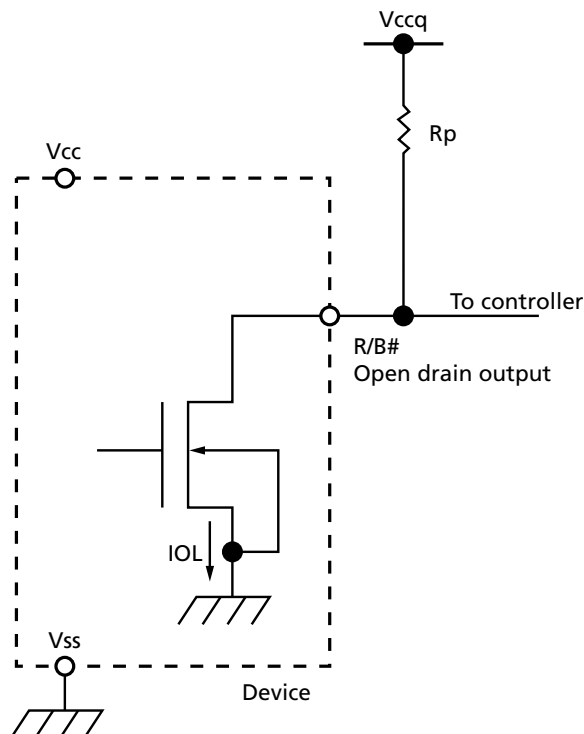 Vccq
Rp
Vcc
To controller
R/B#
Open drain output
IOL
Vss
Device